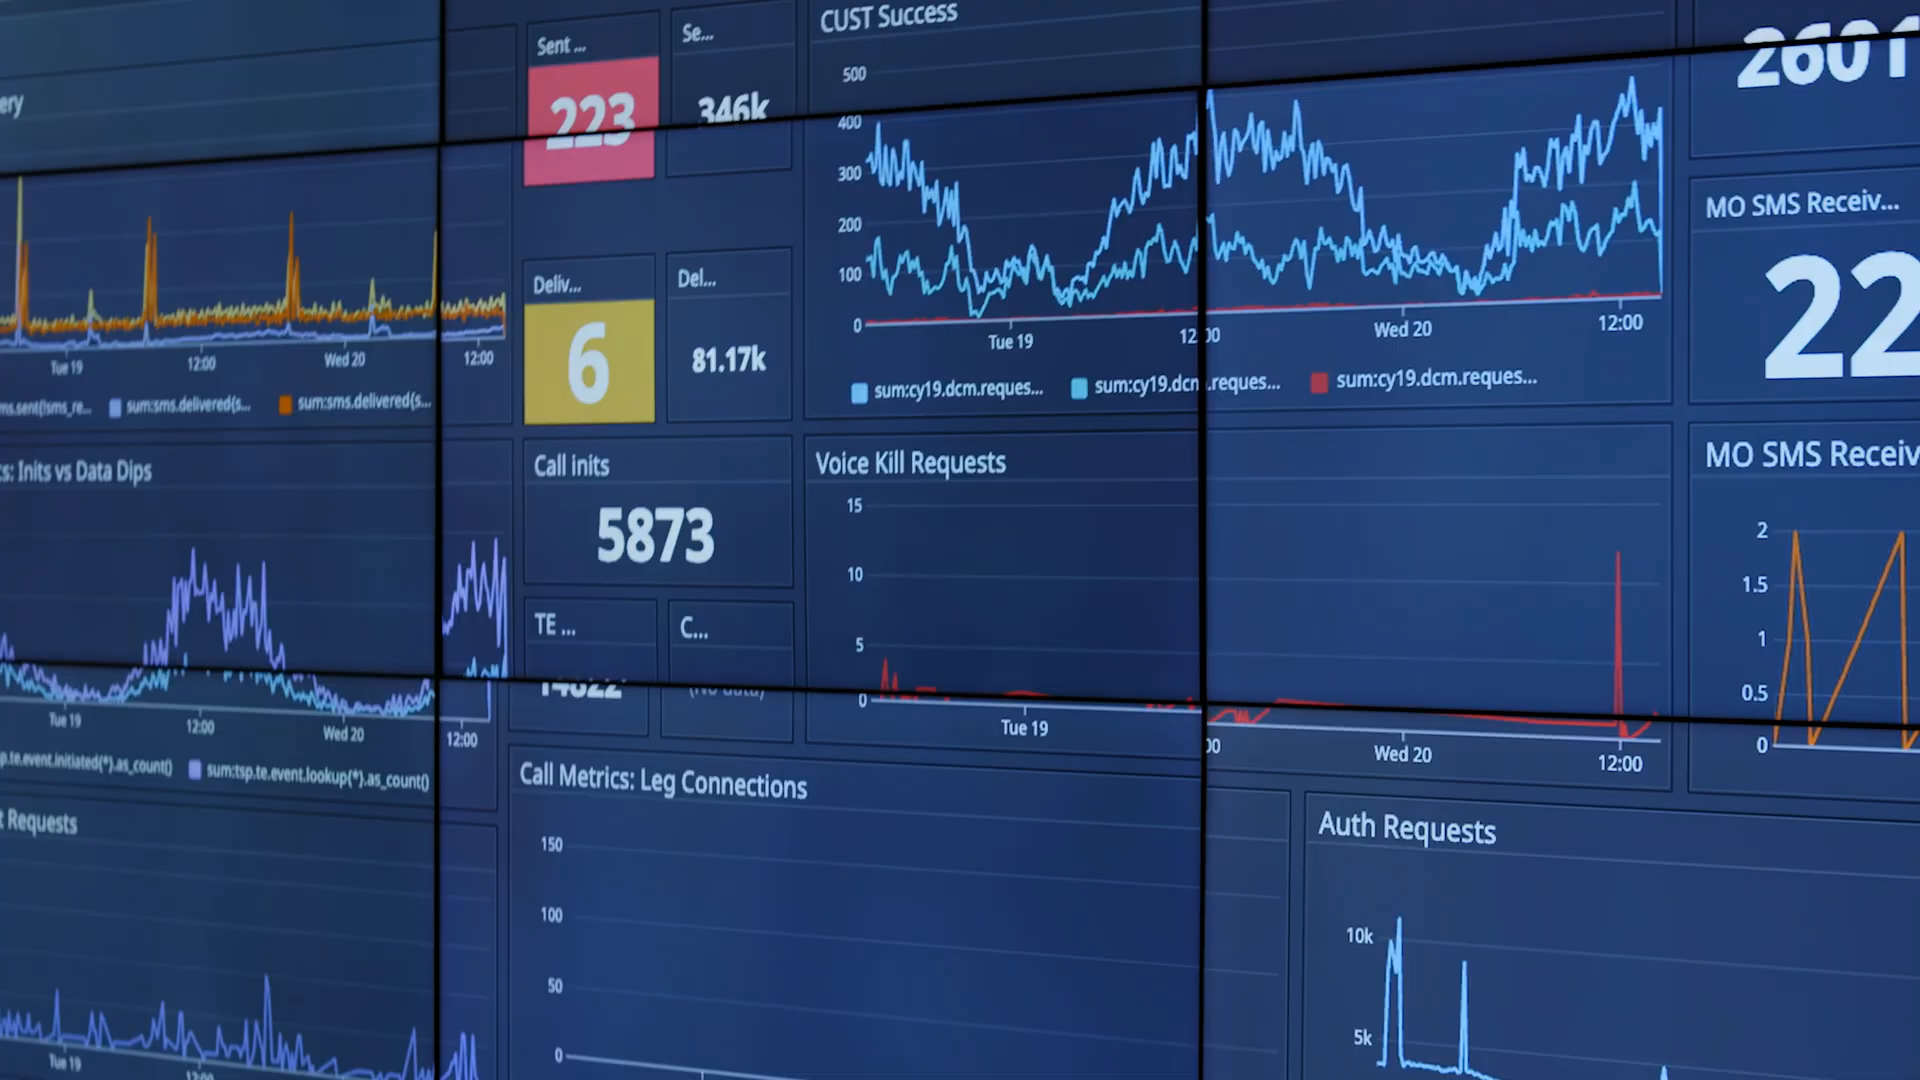 ery
Tue 19
12:00
Wed 20
12:00
ms.sent(!sms_re...
sum:sms.delivered{s...
sum:sms.delivered{s...
cs: Inits vs Data Dips
Tue 19
12:00
Wed 20
12:00
p.te.event.initiated{*}.as_count()
sum:tsp.te.event.lookup{*}.as_count()
t Requests
Tue 19
12:00
Sent ...
223
Se...
346k
Deliv...
6
Del...
81.17k
Call inits
5873
TE ...
14822
C...
(No data)
CUST Success
500
400
300
200
100
0
Tue 19
12:00
Wed 20
12:00
sum:cy19.dcm.reques...
sum:cy19.dcm.reques...
sum:cy19.dcm.reques...
Voice Kill Requests
15
10
5
0
Tue 19
00
Wed 20
12:00
Call Metrics: Leg Connections
150
100
50
0
2601
MO SMS Receiv...
22
MO SMS Receiv
2
1.5
1
0.5
0
Auth Requests
10k
5k